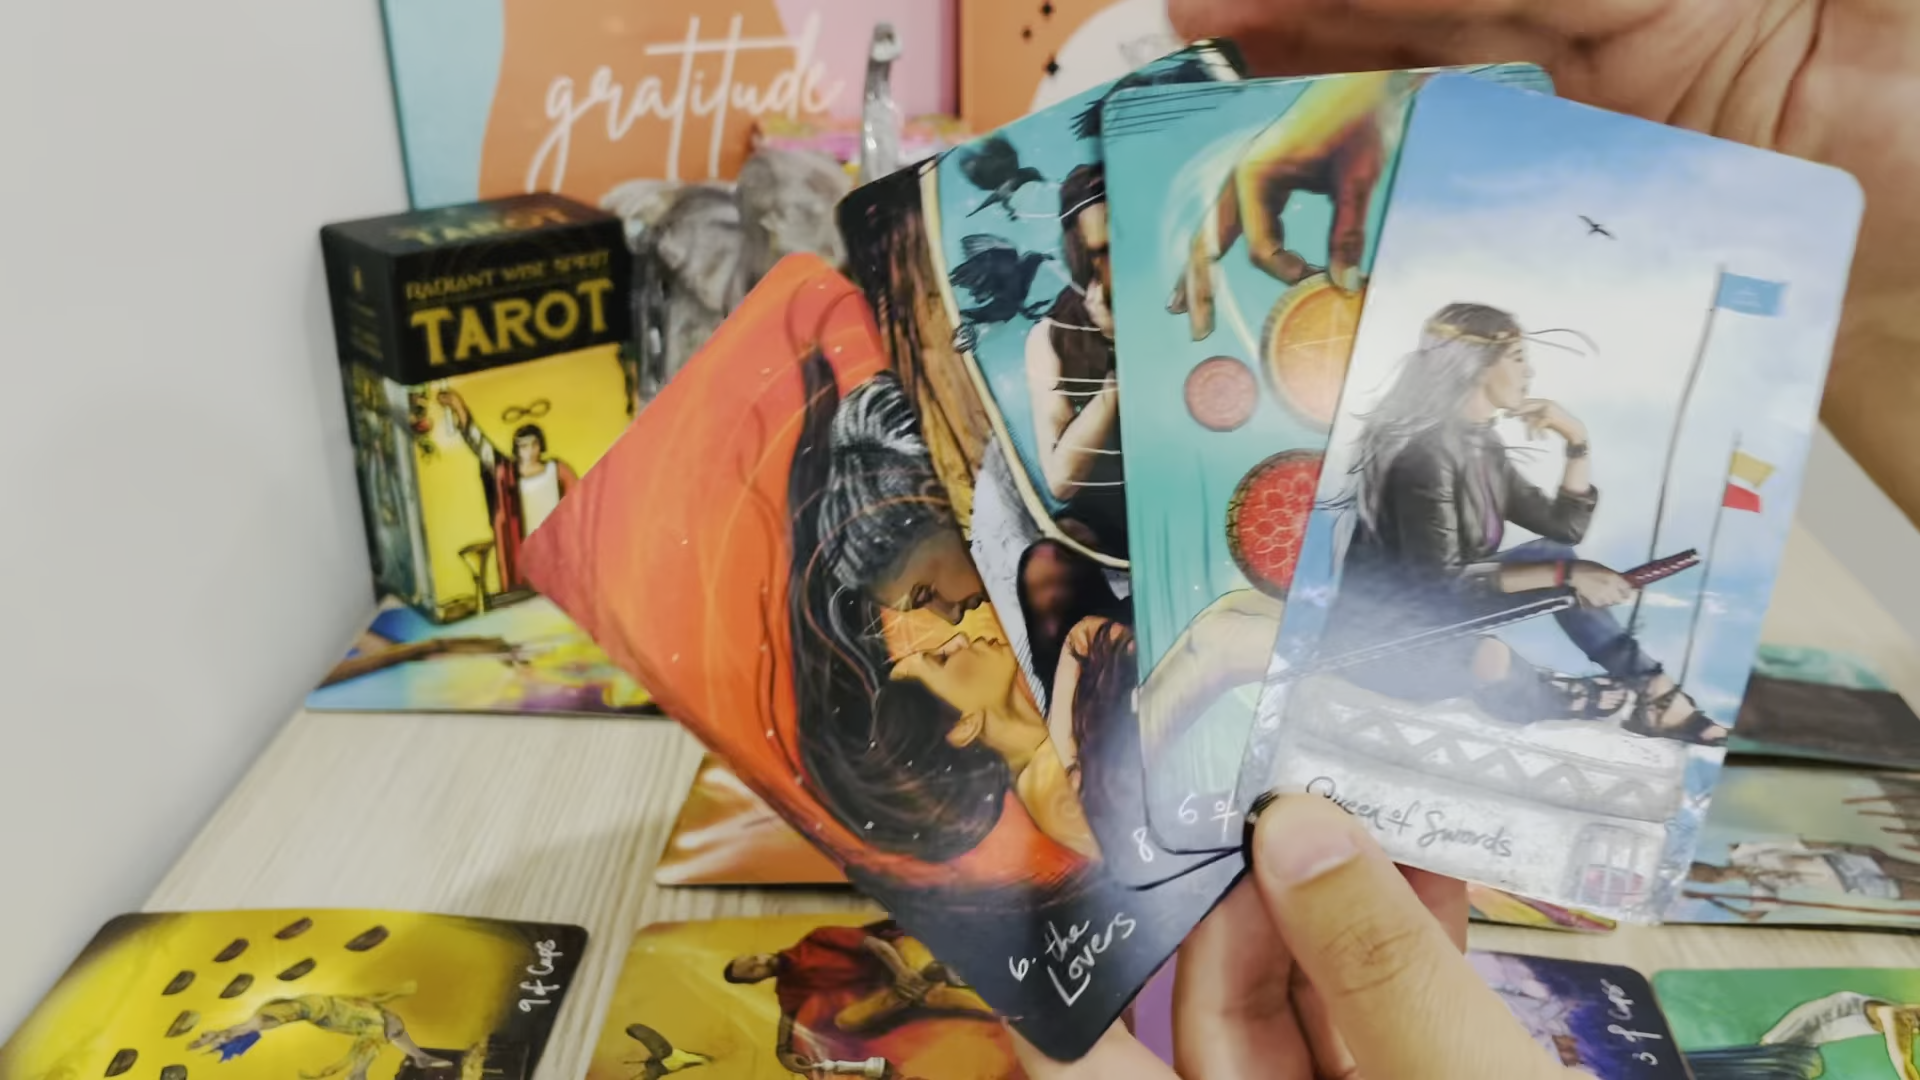 gratitude
TAROT
RADIANT WISE SPIRIT
TAROT
Queen of Swords
6 of
8
6. the
Lovers
9 of Cups
3 of Cups